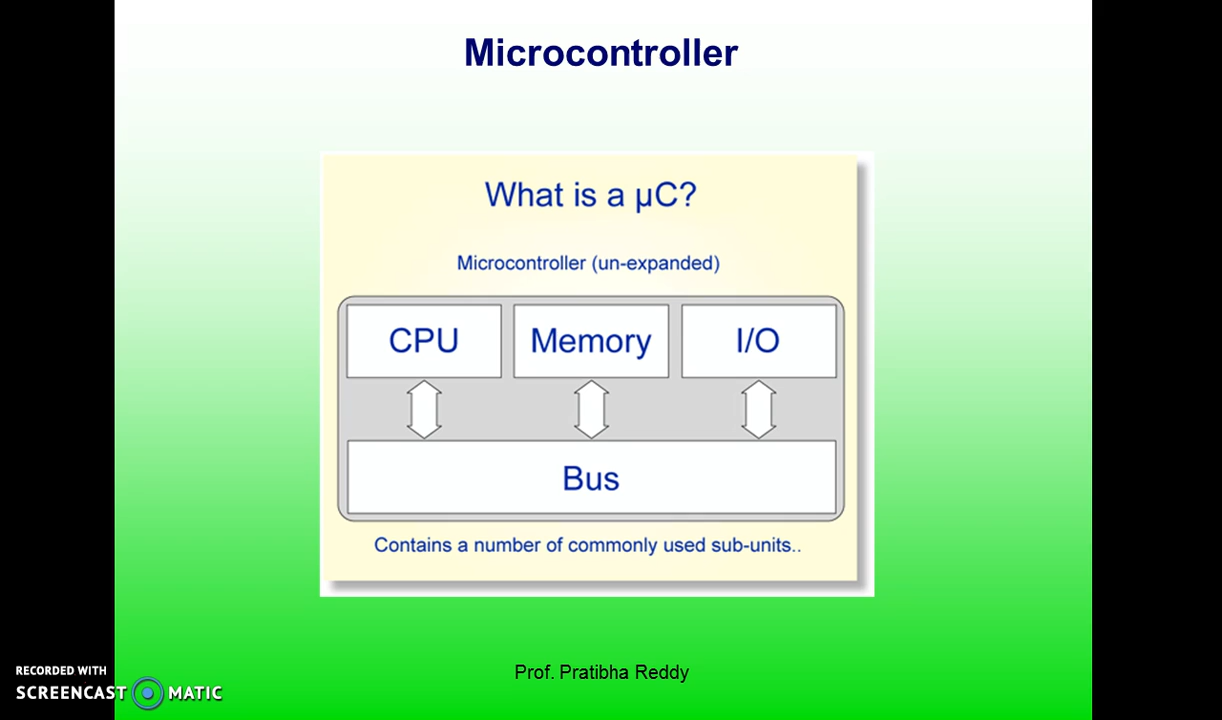 Microcontroller
What is a µC?
Microcontroller (un-expanded)
CPU Memory I/O
Bus
Contains a number of commonly used sub-units..
Prof. Pratibha Reddy
RECORDED WITH
SCREENCAST MATIC